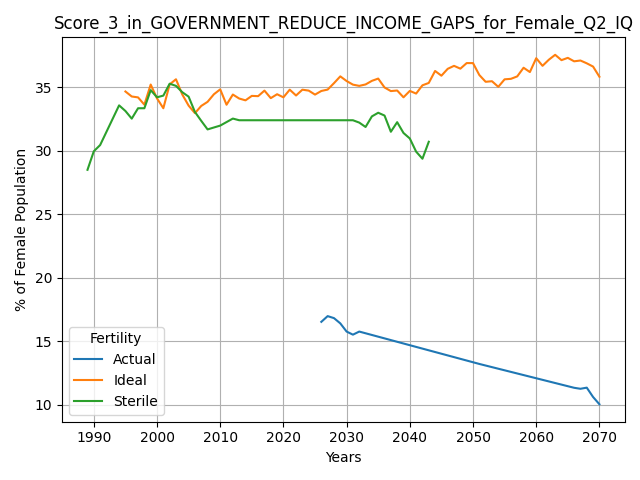 Score_3_in_GOVERNMENT_REDUCE_INCOME_GAPS_for_Female_Q2_IQ
% of Female Population
35
30
25
20
15
10
Fertility
Actual
Ideal
Sterile
1990 2000 2010 2020 2030 2040 2050 2060 2070
Years